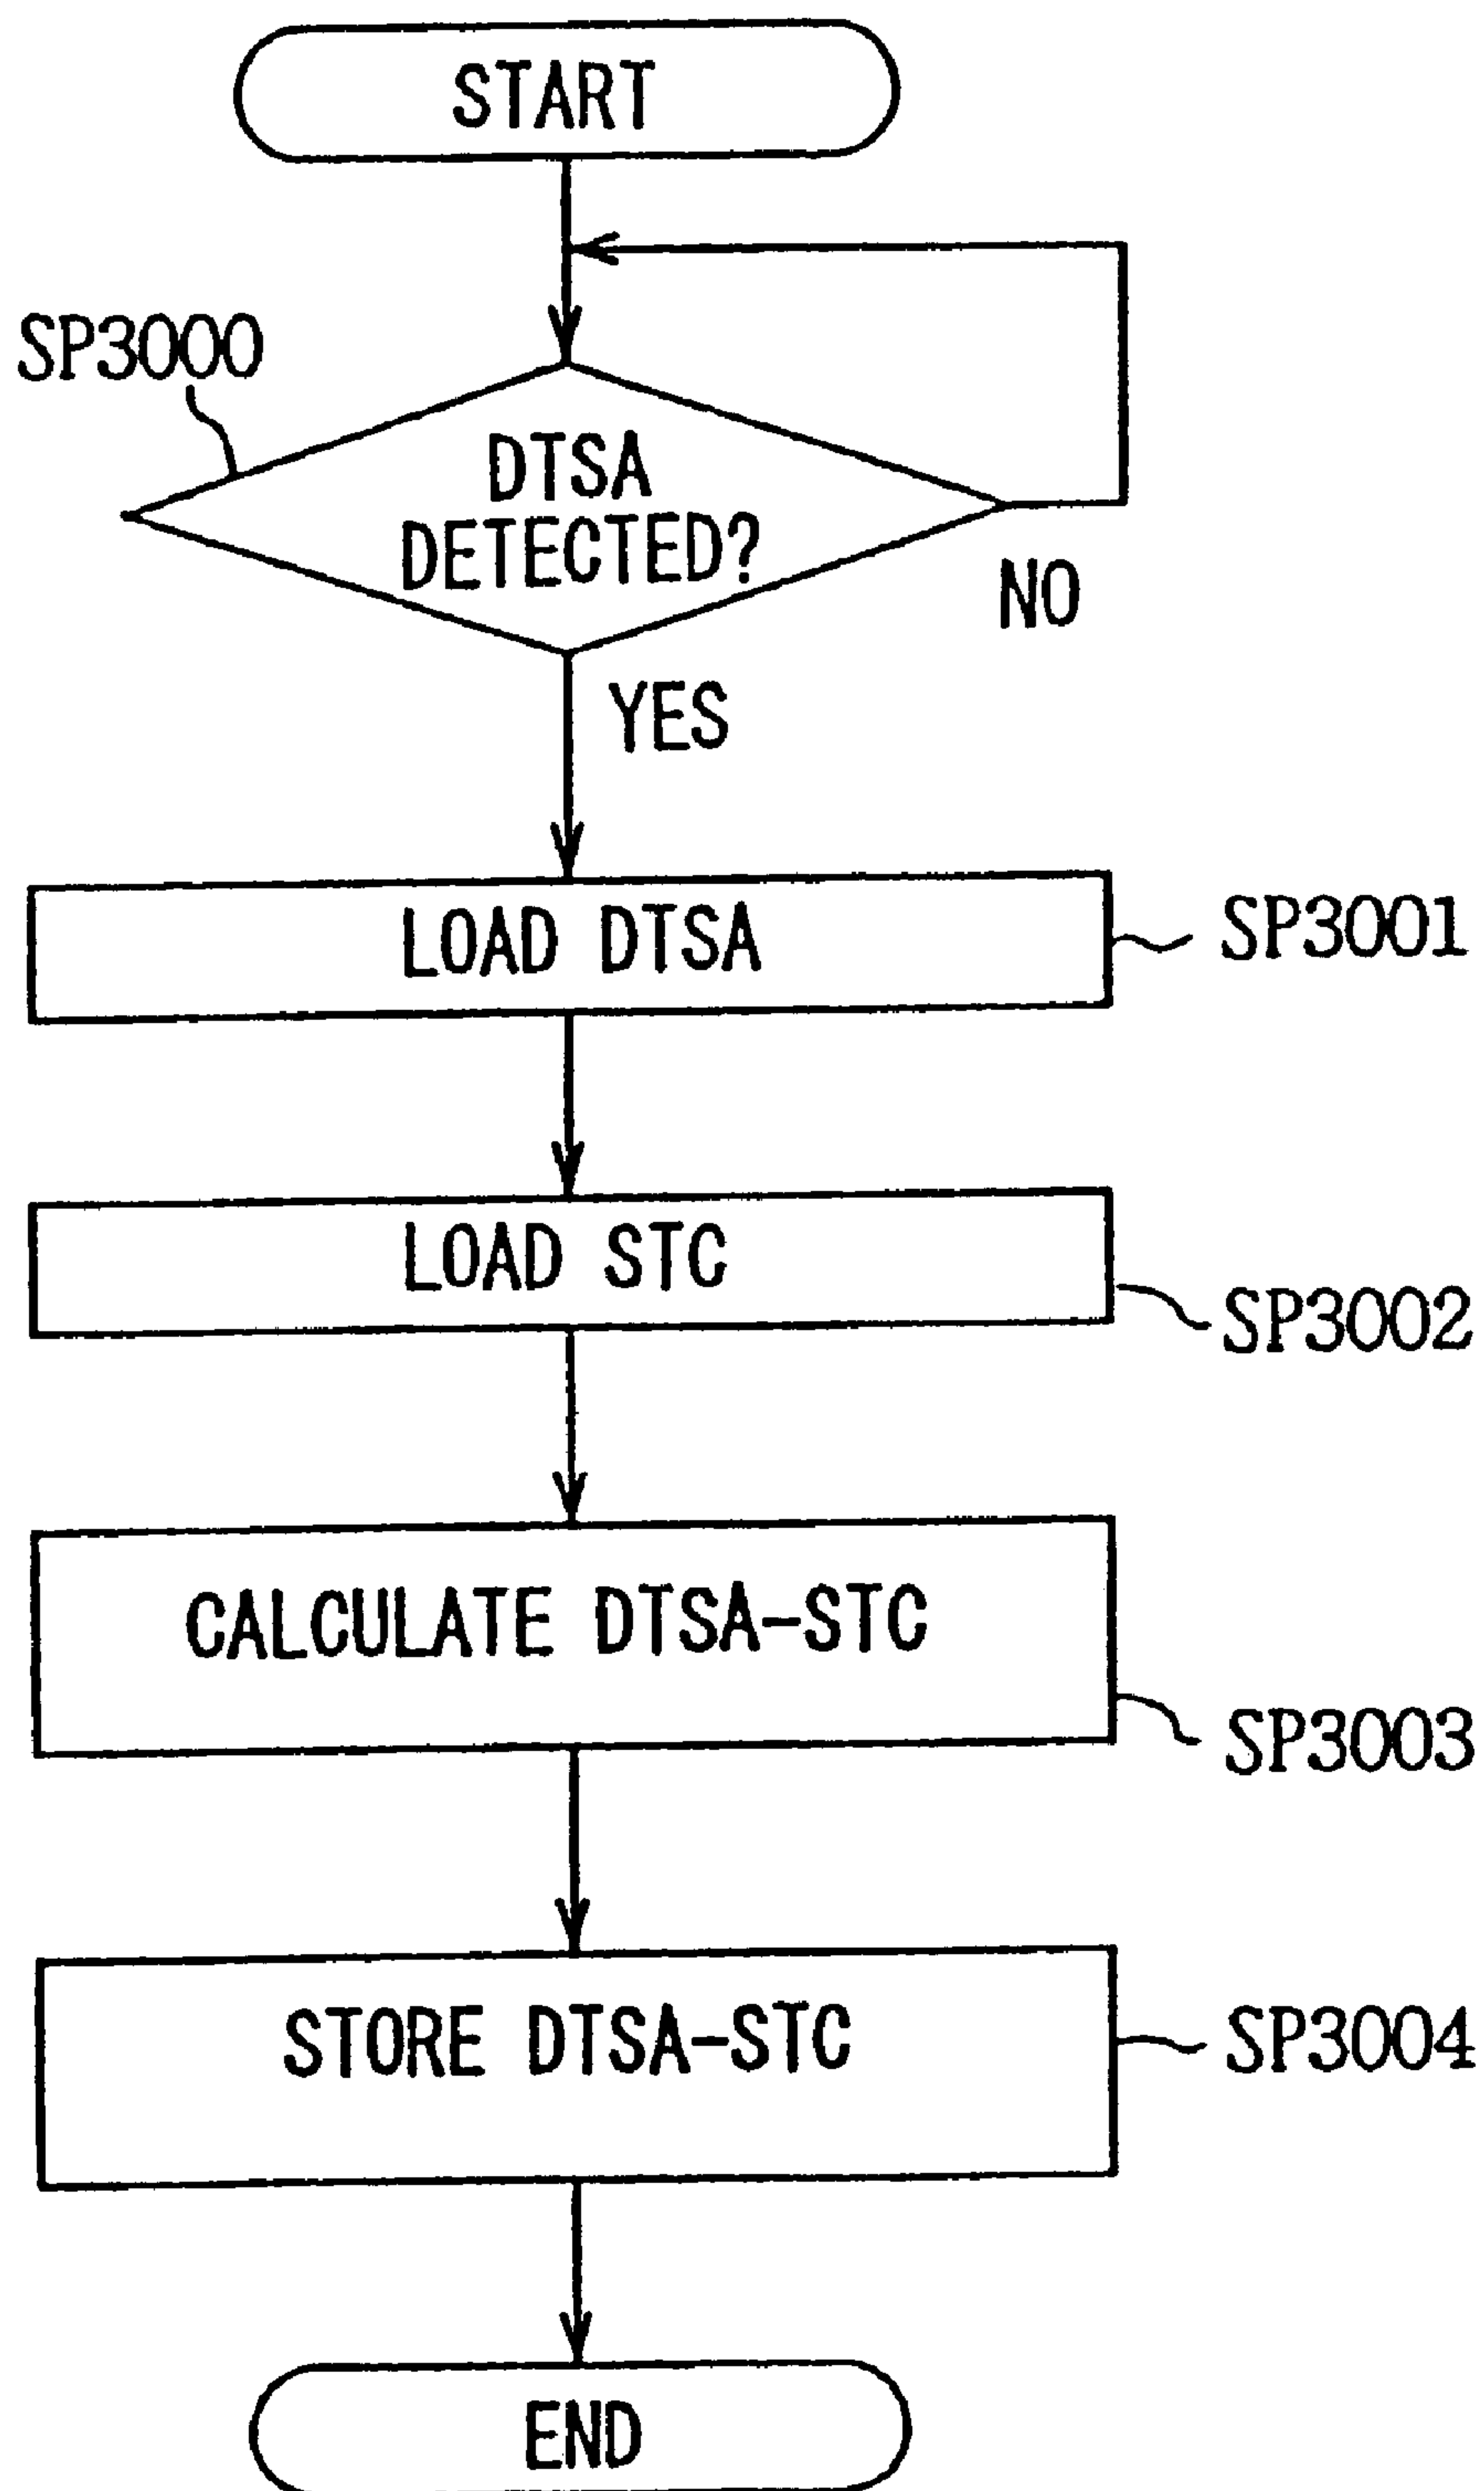 START
SP3000
DTSA
DETECTED?
NO
YES
LOAD DTSA
SP3001
LOAD STC
SP3002
CALCULATE DTSA-STC
SP3003
STORE DTSA-STC
SP3004
END